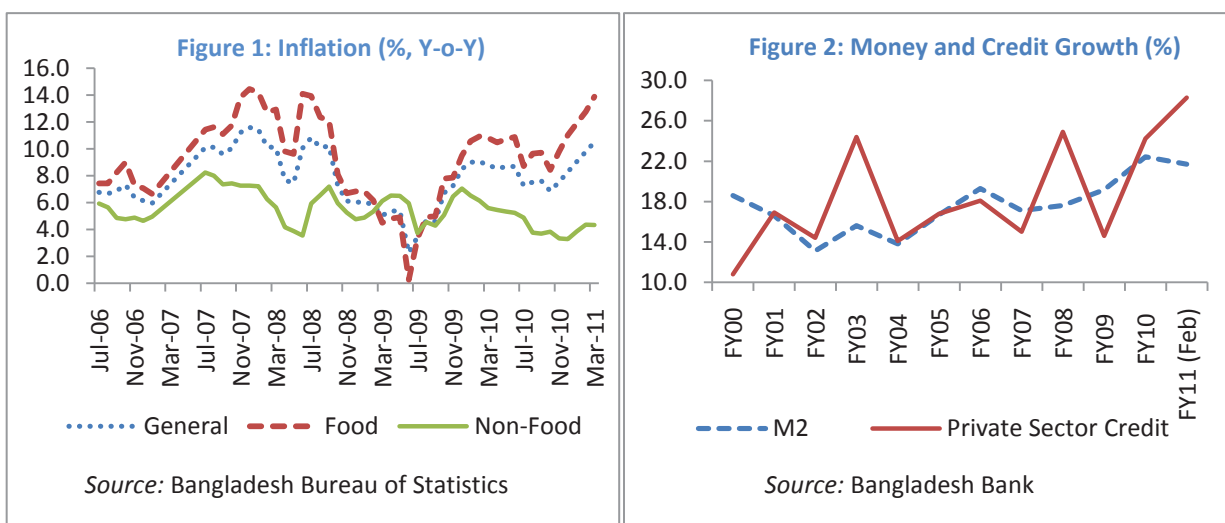 Figure 1: Inflation (%, Y-o-Y)
16.0
14.0
12.0
10.0
8.0
6.0
4.0
2.0
0.0
Jul-06
Nov-06
Mar-07
Jul-07
Nov-07
Mar-08
Jul-08
Nov-08
Mar-09
Jul-09
Nov-09
Mar-10
Jul-10
Nov-10
Mar-11
General Food Non-Food
Source: Bangladesh Bureau of Statistics
Figure 2: Money and Credit Growth (%)
30.0
26.0
22.0
18.0
14.0
10.0
FY00
FY01
FY02
FY03
FY04
FY05
FY06
FY07
FY08
FY09
FY10
FY11 (Feb)
M2 Private Sector Credit
Source: Bangladesh Bank